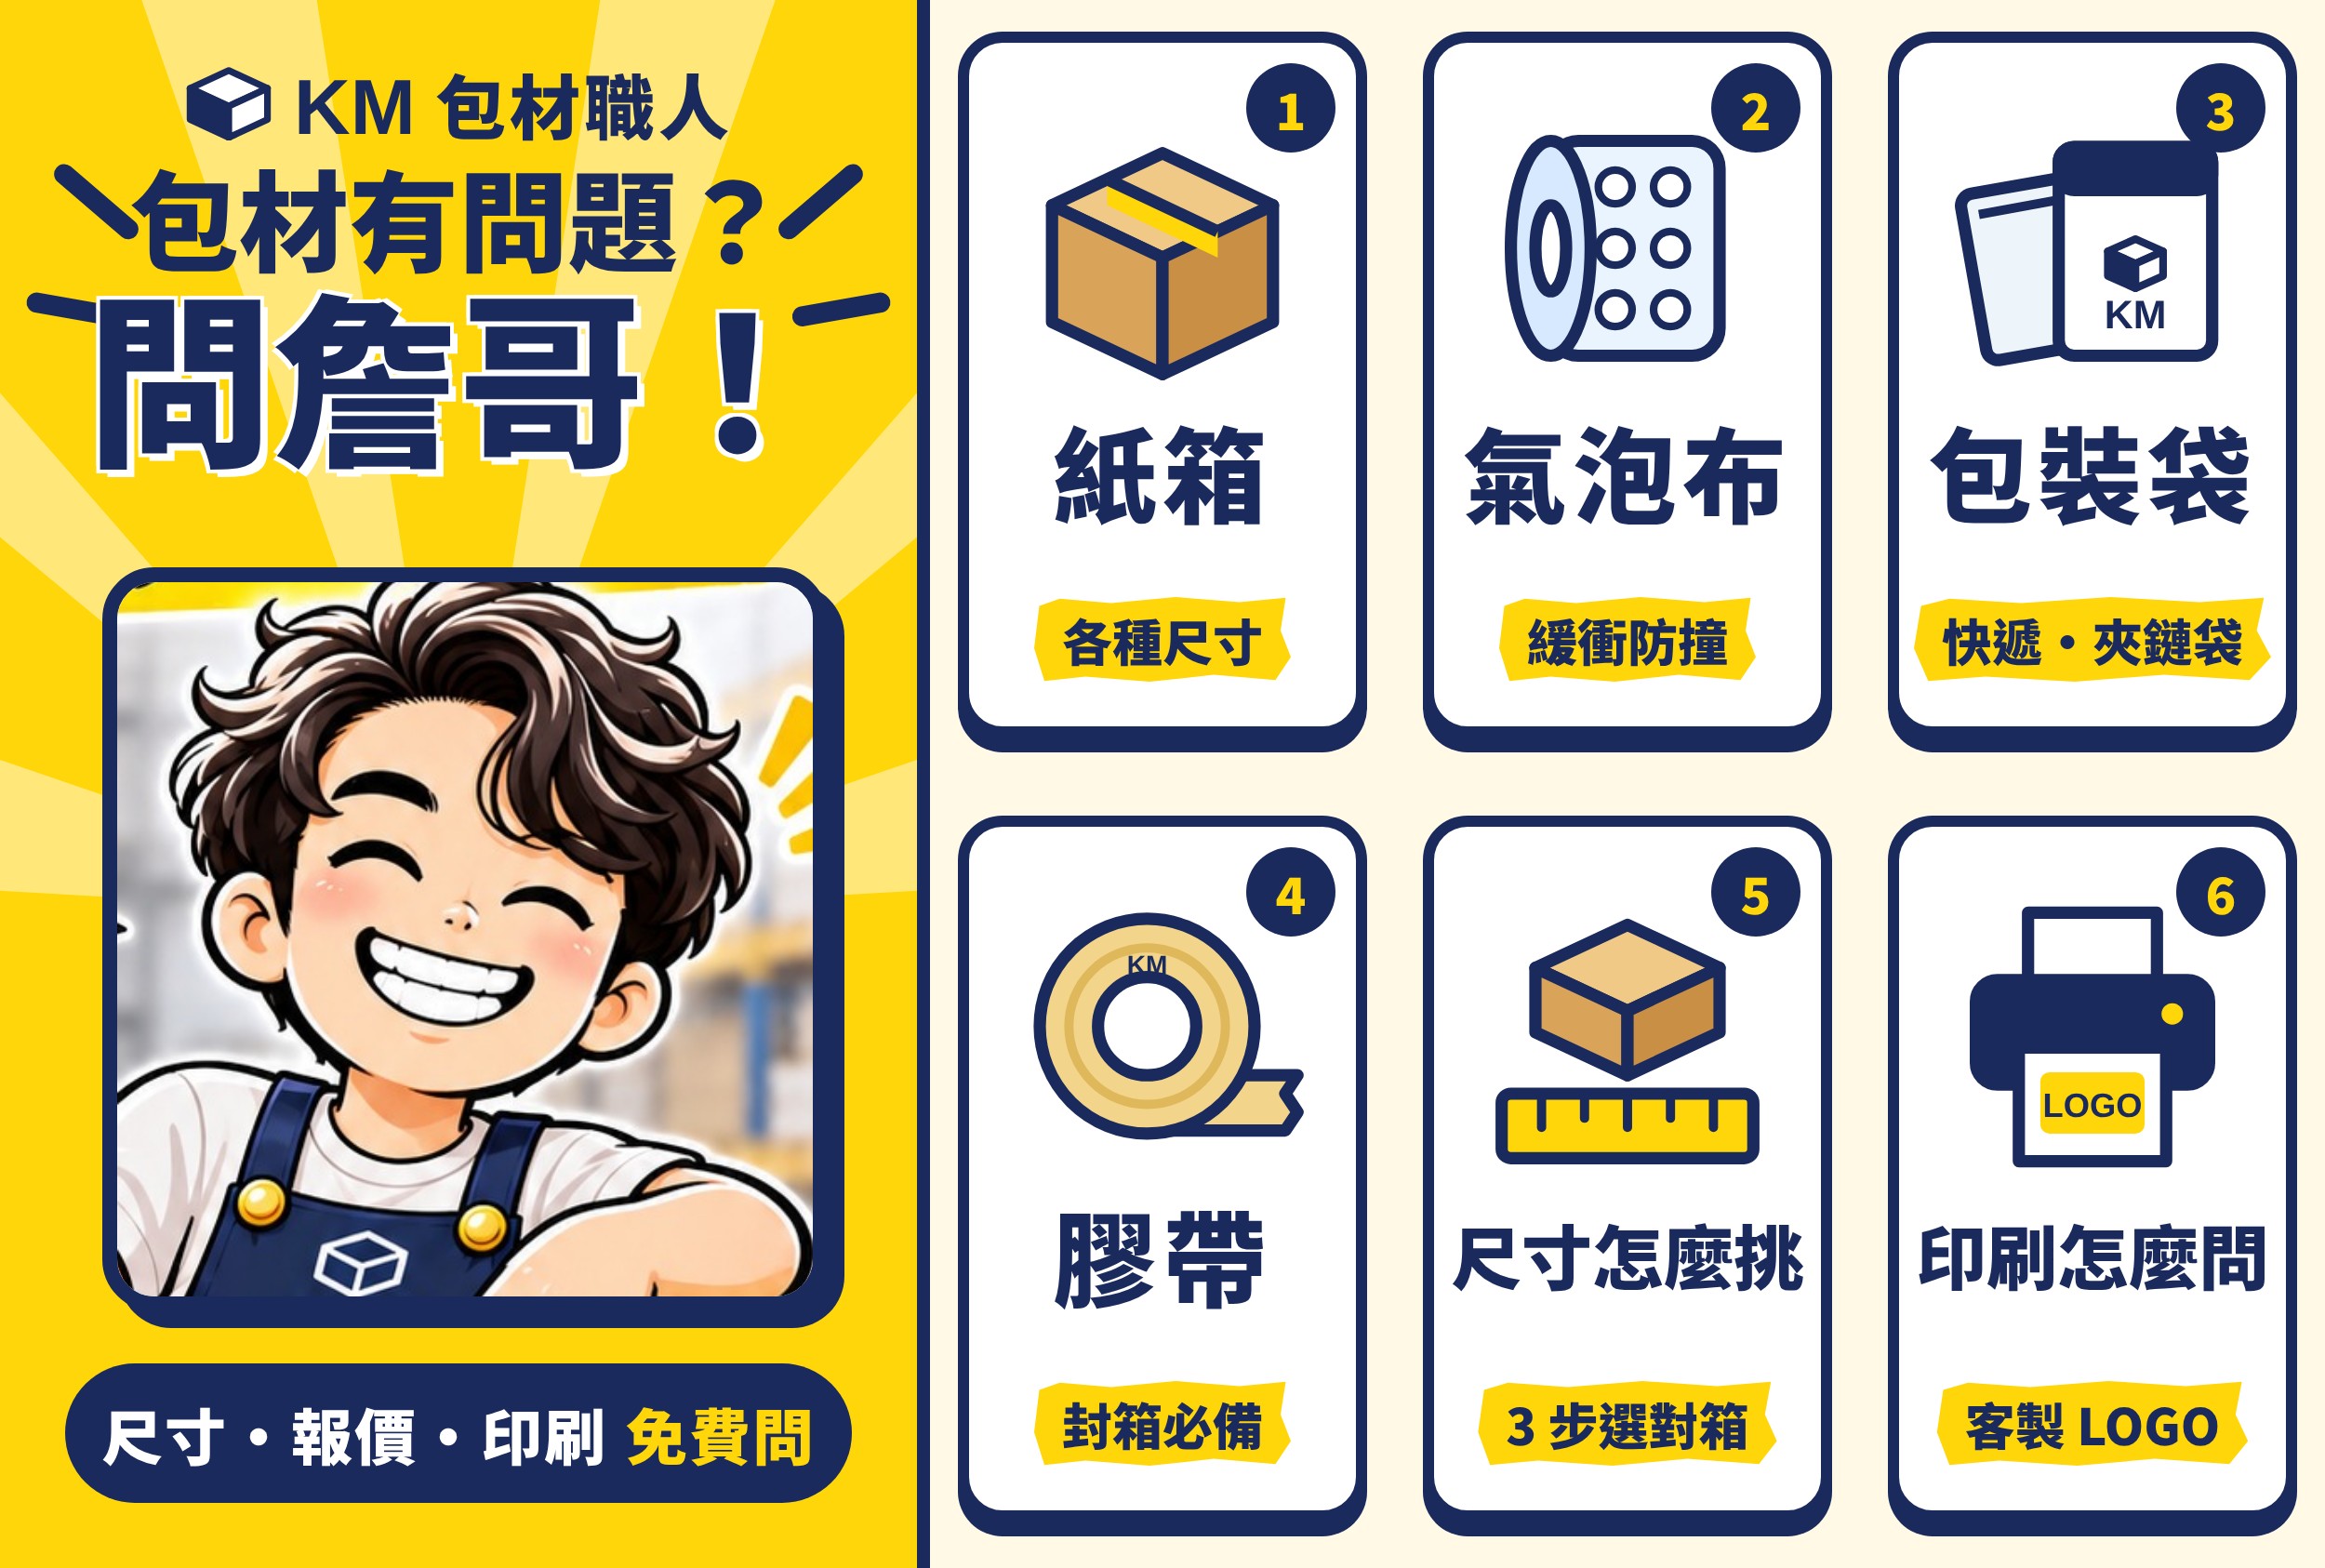 KM 包材職人
包材有問題？
問詹哥！
尺寸・報價・印刷 免費問
1
紙箱
各種尺寸
2
氣泡布
緩衝防撞
3
KM
包裝袋
快遞・夾鏈袋
4
KM
膠帶
封箱必備
5
尺寸怎麼挑
3 步選對箱
6
LOGO
印刷怎麼問
客製 LOGO